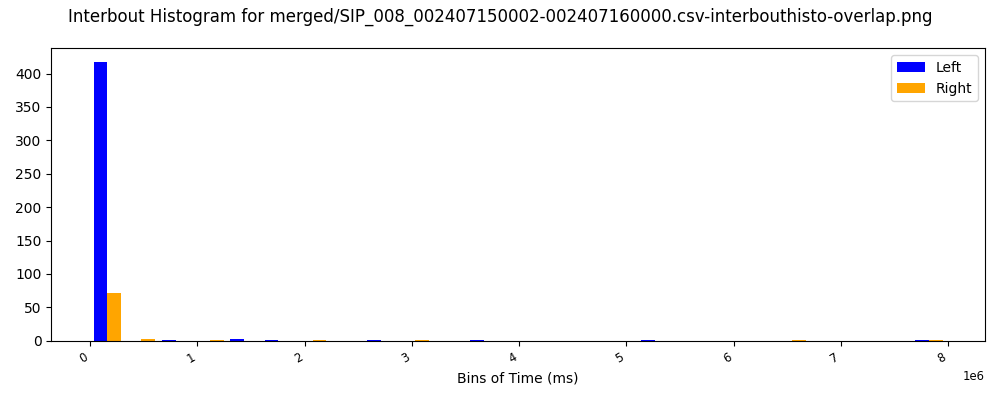 Interbout Histogram for merged/SIP_008_002407150002-002407160000.csv-interbouthisto-overlap.png
Left
Right
400
350
300
250
200
150
100
50
0
0 1 2 3 4 5 6 7 8
1e6
Bins of Time (ms)